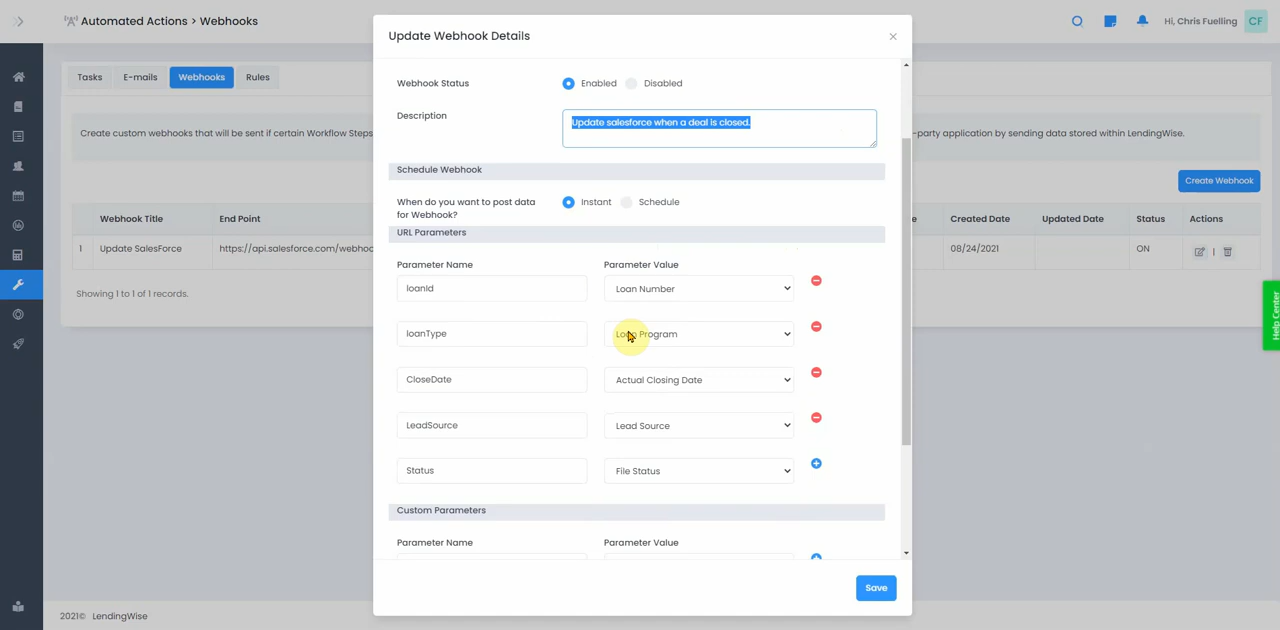 Automated Actions > Webhooks
Hi, Chris Fuelling
CF
Tasks
E-mails
Webhooks
Rules
Create custom webhooks that will be sent if certain Workflow Steps
-party application by sending data stored within LendingWise.
Create Webhook
Webhook Title
End Point
Created Date
Updated Date
Status
Actions
1
Update SalesForce
https://api.salesforce.com/webhoo
08/24/2021
ON
|
Showing 1 to 1 of 1 records.
Help Center
2021© LendingWise
Update Webhook Details
Webhook Status
Enabled
Disabled
Description
Update salesforce when a deal is closed.
Schedule Webhook
When do you want to post data
for Webhook?
Instant
Schedule
URL Parameters
Parameter Name
Parameter Value
loanId
Loan Number
loanType
Loan Program
CloseDate
Actual Closing Date
LeadSource
Lead Source
Status
File Status
Custom Parameters
Parameter Name
Parameter Value
Save